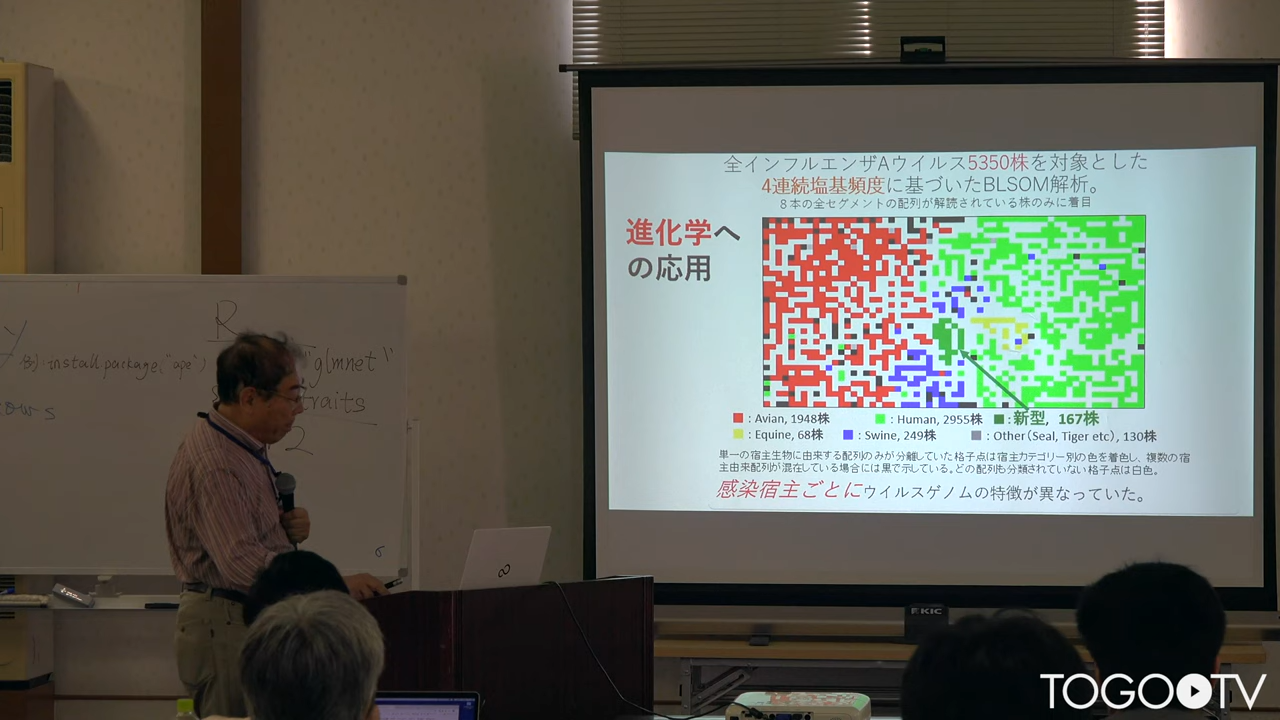 全インフルエンザAウイルス5350株を対象とした
4連続塩基頻度に基づいたBLSOM解析。
8本の全セグメントの配列が解読されている株のみに着目
進化学へ
の応用
: Avian, 1948株
: Human, 2955株
: 新型, 167株
: Equine, 68株
: Swine, 249株
: Other (Seal, Tiger etc), 130株
単一の宿主生物に由来する配列のみが分離していた格子点は宿主カテゴリー別の色を着色し、複数の宿
主由来配列が混在している場合には黒で示している。どの配列も分類されていない格子点は白色。
感染宿主ごとにウイルスゲノムの特徴が異なっていた。
R
例) install.package("ape")
"glmnet"
traits
2
KIC
TOGO TV